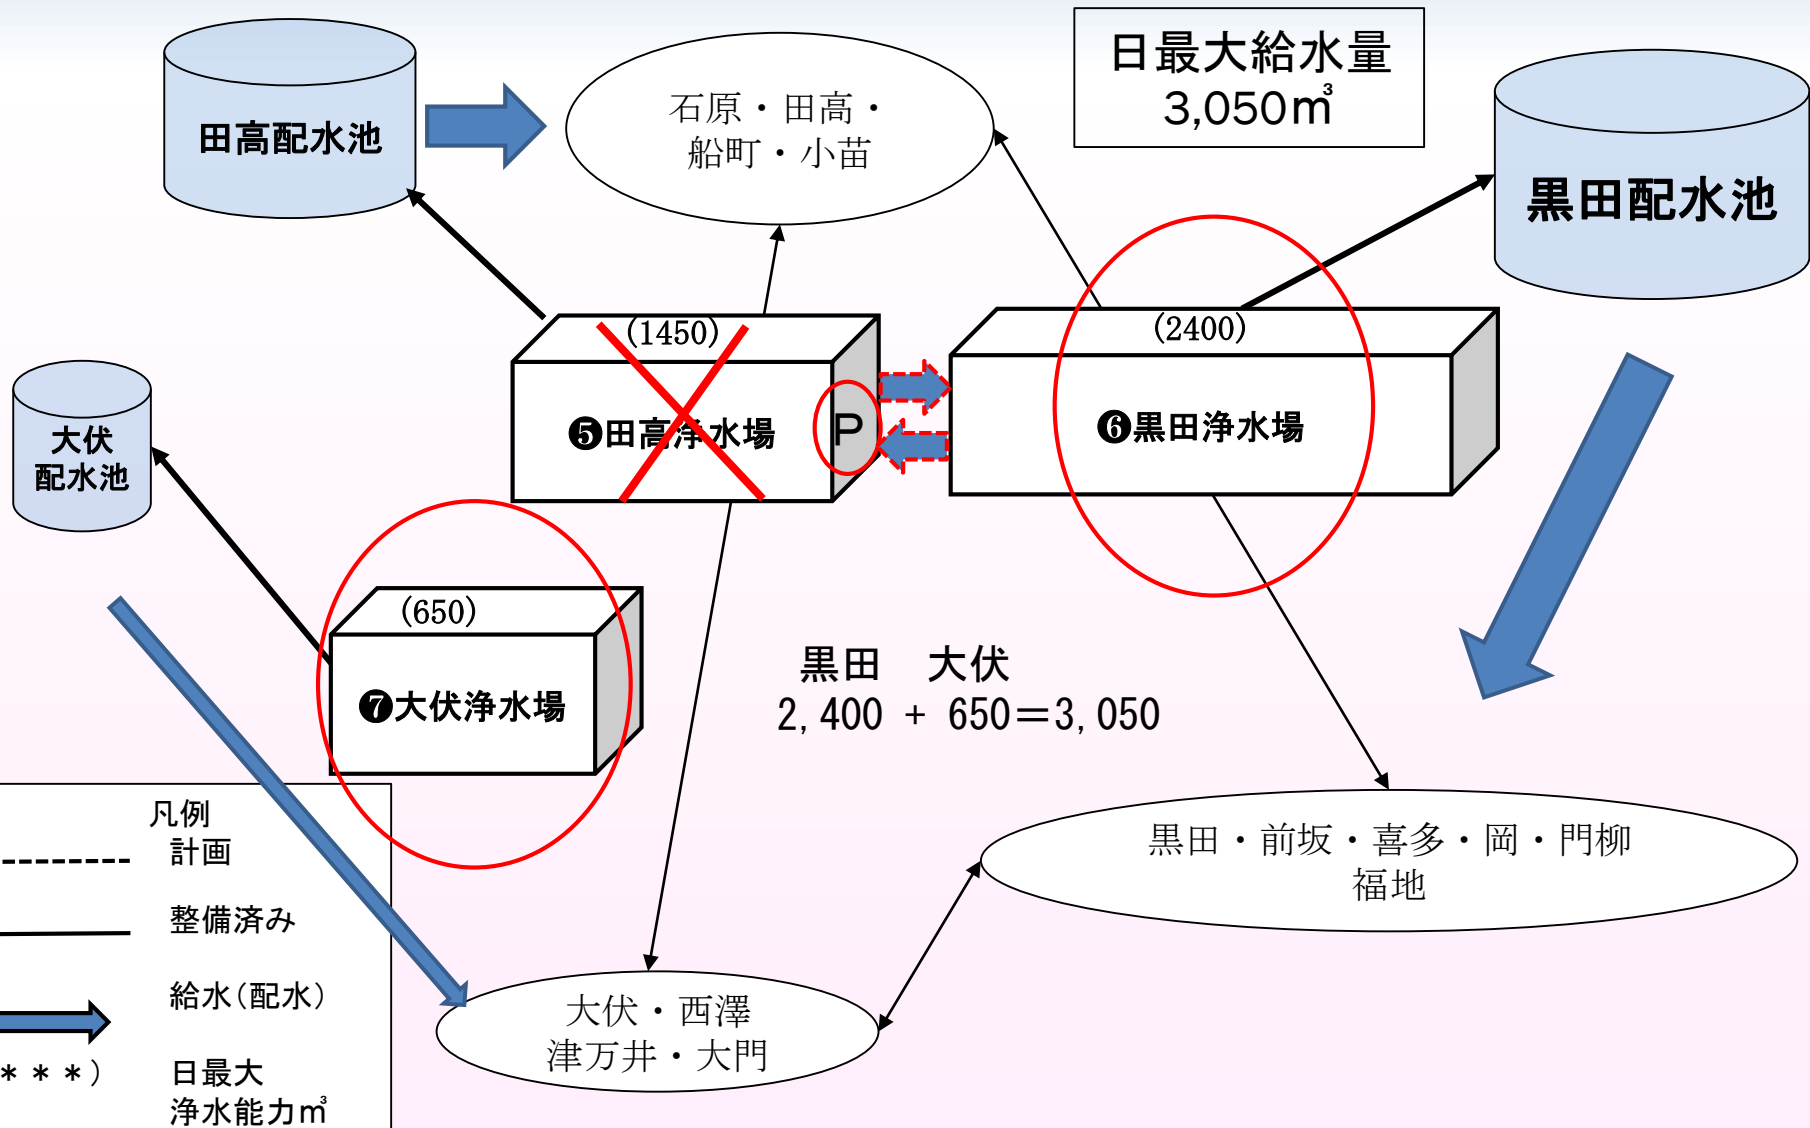 日最大給水量
3,050㎥
田高配水池
石原・田高・
船町・小苗
黒田配水池
(1450)
❺田高浄水場
P
(2400)
❻黒田浄水場
大伏
配水池
(650)
❼大伏浄水場
黒田 大伏
2,400 + 650=3,050
黒田・前坂・喜多・岡・門柳
福地
大伏・西澤
津万井・大門
凡例
計画
整備済み
給水(配水)
***) 日最大
浄水能力㎥